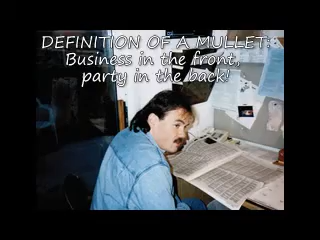 DEFINITION OF A MULLET:
Business in the front,
party in the back!